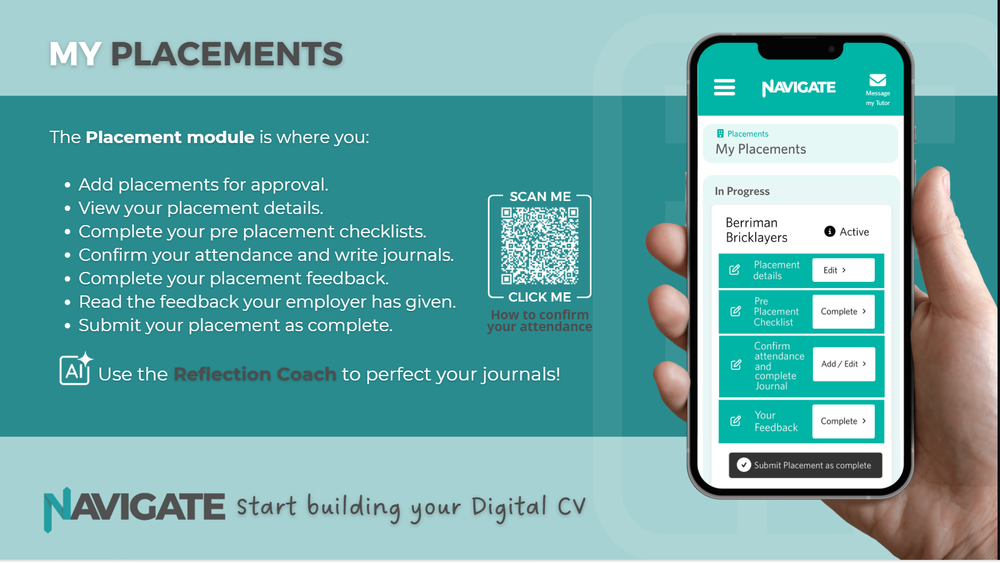 MY PLACEMENTS
The Placement module is where you:
• Add placements for approval.
• View your placement details.
• Complete your pre placement checklists.
• Confirm your attendance and write journals.
• Complete your placement feedback.
• Read the feedback your employer has given.
• Submit your placement as complete.
AI Use the Reflection Coach to perfect your journals!
SCAN ME
CLICK ME
How to confirm
your attendance
NAVIGATE Start building your Digital CV
NAVIGATE
Message
my Tutor
Placements
My Placements
In Progress
Berriman
Bricklayers
Active
Placement
details
Edit >
Pre
Placement
Checklist
Complete >
Confirm
attendance
and
complete
Journal
Add / Edit >
Your
Feedback
Complete >
Submit Placement as complete